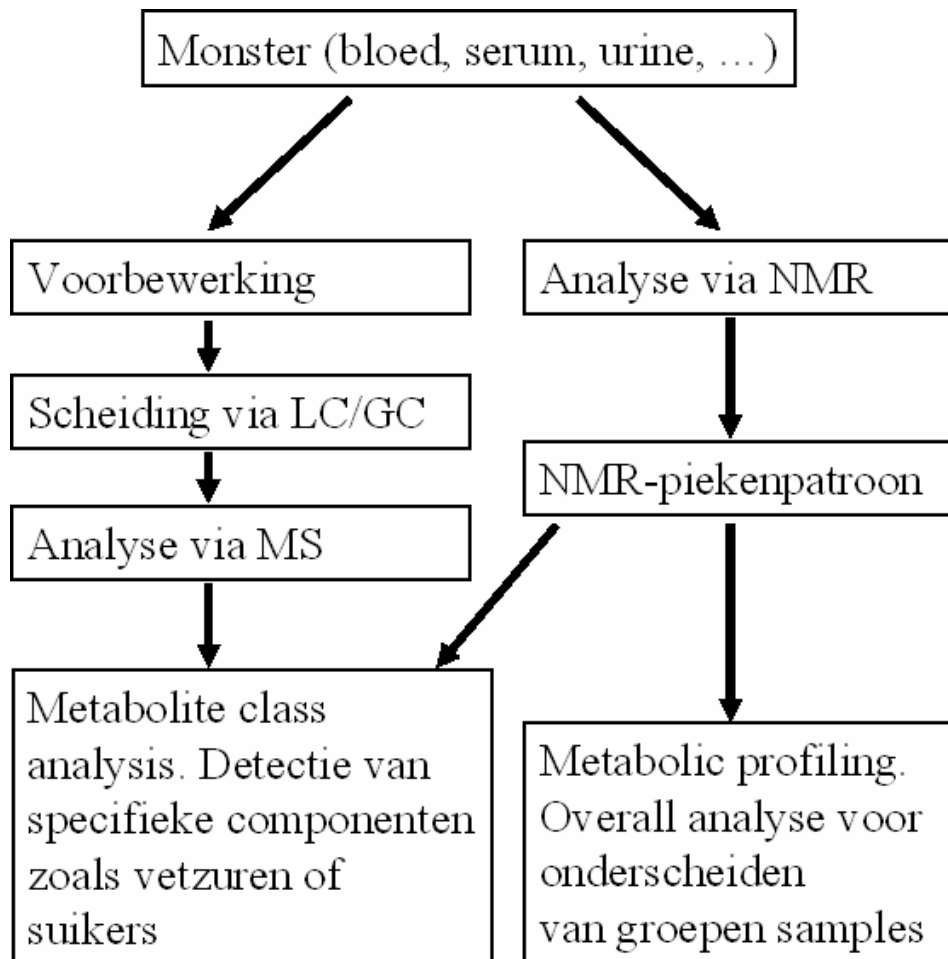 Monster (bloed, serum, urine, …)
Voorbewerking
Analyse via NMR
Scheiding via LC/GC
NMR-piekenpatroon
Analyse via MS
Metabolite class
analysis. Detectie van
specifieke componenten
zoals vetzuren of
suikers
Metabolic profiling.
Overall analyse voor
onderscheiden
van groepen samples